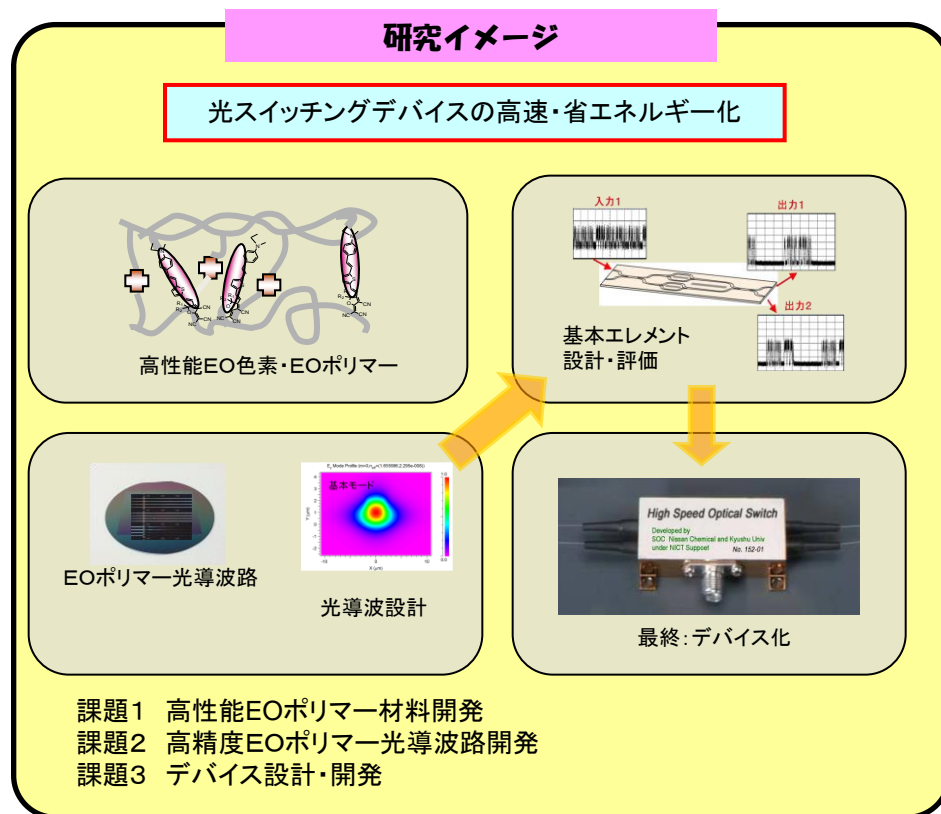 研究イメージ
光スイッチングデバイスの高速・省エネルギー化
高性能EO色素・EOポリマー
入力1
出力1
出力2
基本エレメント
設計・評価
EOポリマー光導波路
基本モード
Y (μm)
X (μm)
光導波設計
High Speed Optical Switch
Developed by
SOC Nissan Chemical and Kyushu Univ
under NICT Suppoet
No. 152-01
最終：デバイス化
課題1 高性能EOポリマー材料開発
課題2 高精度EOポリマー光導波路開発
課題3 デバイス設計・開発